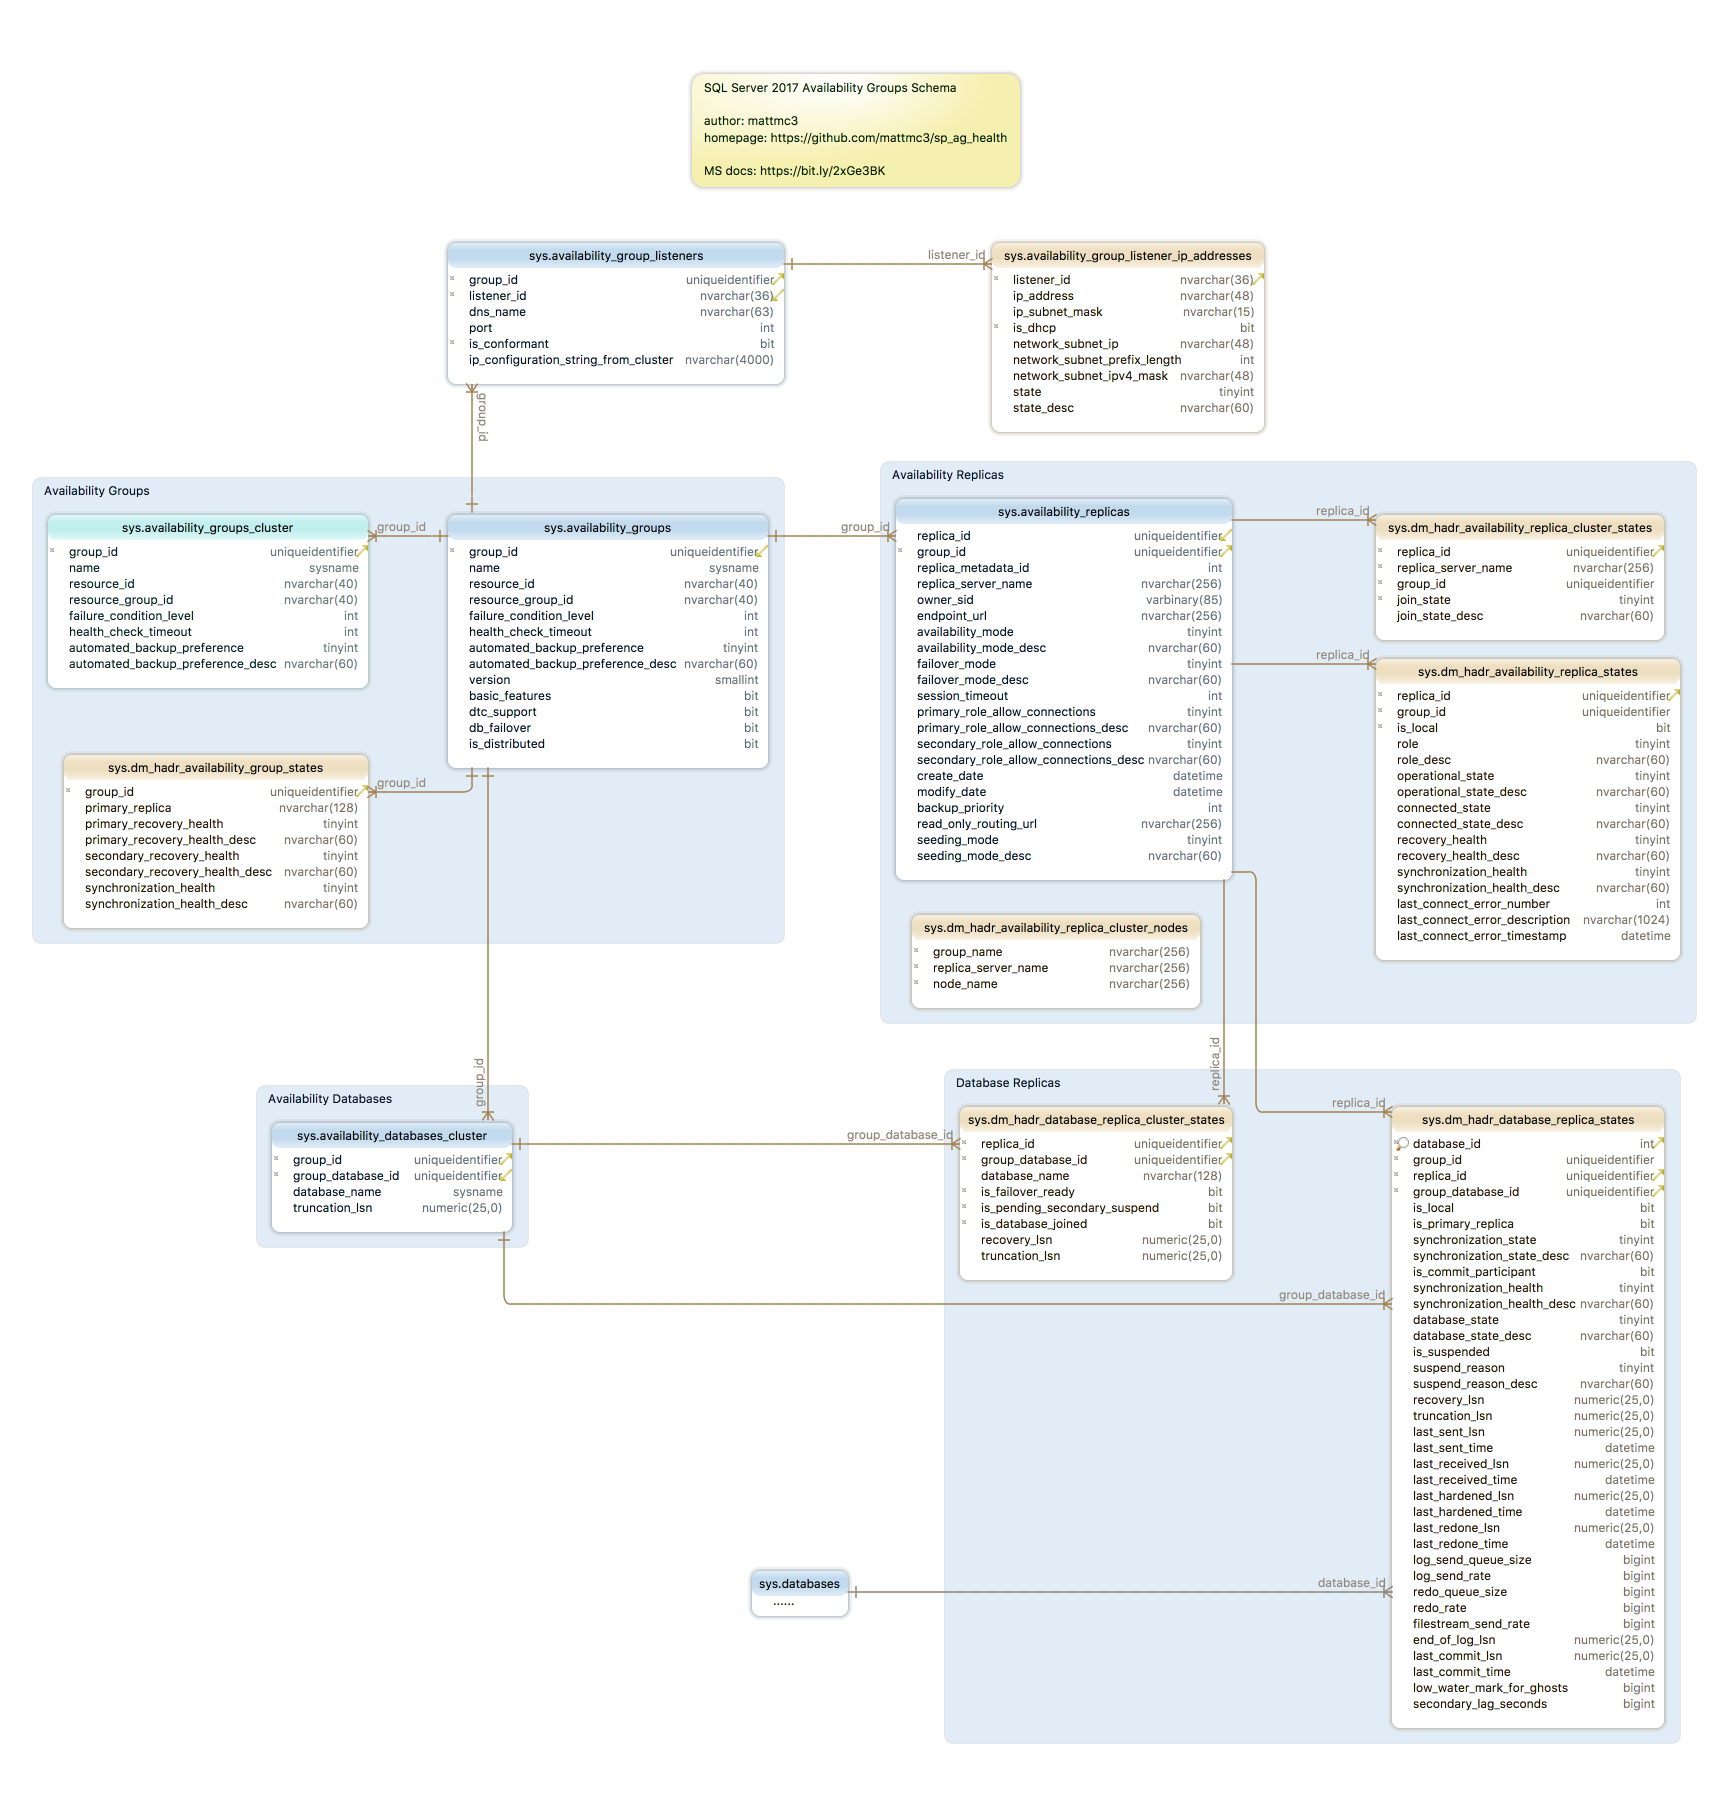 SQL Server 2017 Availability Groups Schema
author: mattmc3
homepage: https://github.com/mattmc3/sp_ag_health
MS docs: https://bit.ly/2xGe3BK
sys.availability_group_listeners
group_id uniqueidentifier
listener_id nvarchar(36)
dns_name nvarchar(63)
port int
is_conformant bit
ip_configuration_string_from_cluster nvarchar(4000)
listener_id
sys.availability_group_listener_ip_addresses
listener_id nvarchar(36)
ip_address nvarchar(48)
ip_subnet_mask nvarchar(15)
is_dhcp bit
network_subnet_ip nvarchar(48)
network_subnet_prefix_length int
network_subnet_ipv4_mask nvarchar(48)
state tinyint
state_desc nvarchar(60)
group_id
Availability Groups
sys.availability_groups_cluster
group_id uniqueidentifier
name sysname
resource_id nvarchar(40)
resource_group_id nvarchar(40)
failure_condition_level int
health_check_timeout int
automated_backup_preference tinyint
automated_backup_preference_desc nvarchar(60)
group_id
sys.availability_groups
group_id uniqueidentifier
name sysname
resource_id nvarchar(40)
resource_group_id nvarchar(40)
failure_condition_level int
health_check_timeout int
automated_backup_preference tinyint
automated_backup_preference_desc nvarchar(60)
version smallint
basic_features bit
dtc_support bit
db_failover bit
is_distributed bit
sys.dm_hadr_availability_group_states
group_id uniqueidentifier
primary_replica nvarchar(128)
primary_recovery_health tinyint
primary_recovery_health_desc nvarchar(60)
secondary_recovery_health tinyint
secondary_recovery_health_desc nvarchar(60)
synchronization_health tinyint
synchronization_health_desc nvarchar(60)
group_id
group_id
Availability Replicas
sys.availability_replicas
replica_id uniqueidentifier
group_id uniqueidentifier
replica_metadata_id int
replica_server_name nvarchar(256)
owner_sid varbinary(85)
endpoint_url nvarchar(256)
availability_mode tinyint
availability_mode_desc nvarchar(60)
failover_mode tinyint
failover_mode_desc nvarchar(60)
session_timeout int
primary_role_allow_connections tinyint
primary_role_allow_connections_desc nvarchar(60)
secondary_role_allow_connections tinyint
secondary_role_allow_connections_desc nvarchar(60)
create_date datetime
modify_date datetime
backup_priority int
read_only_routing_url nvarchar(256)
seeding_mode tinyint
seeding_mode_desc nvarchar(60)
replica_id
sys.dm_hadr_availability_replica_cluster_states
replica_id uniqueidentifier
replica_server_name nvarchar(256)
group_id uniqueidentifier
join_state tinyint
join_state_desc nvarchar(60)
replica_id
sys.dm_hadr_availability_replica_states
replica_id uniqueidentifier
group_id uniqueidentifier
is_local bit
role tinyint
role_desc nvarchar(60)
operational_state tinyint
operational_state_desc nvarchar(60)
connected_state tinyint
connected_state_desc nvarchar(60)
recovery_health tinyint
recovery_health_desc nvarchar(60)
synchronization_health tinyint
synchronization_health_desc nvarchar(60)
last_connect_error_number int
last_connect_error_description nvarchar(1024)
last_connect_error_timestamp datetime
sys.dm_hadr_availability_replica_cluster_nodes
group_name nvarchar(256)
replica_server_name nvarchar(256)
node_name nvarchar(256)
group_id
Availability Databases
sys.availability_databases_cluster
group_id uniqueidentifier
group_database_id uniqueidentifier
database_name sysname
truncation_lsn numeric(25,0)
group_database_id
replica_id
Database Replicas
sys.dm_hadr_database_replica_cluster_states
replica_id uniqueidentifier
group_database_id uniqueidentifier
database_name nvarchar(128)
is_failover_ready bit
is_pending_secondary_suspend bit
is_database_joined bit
recovery_lsn numeric(25,0)
truncation_lsn numeric(25,0)
replica_id
group_database_id
sys.dm_hadr_database_replica_states
database_id int
group_id uniqueidentifier
replica_id uniqueidentifier
group_database_id uniqueidentifier
is_local bit
is_primary_replica bit
synchronization_state tinyint
synchronization_state_desc nvarchar(60)
is_commit_participant bit
synchronization_health tinyint
synchronization_health_desc nvarchar(60)
database_state tinyint
database_state_desc nvarchar(60)
is_suspended bit
suspend_reason tinyint
suspend_reason_desc nvarchar(60)
recovery_lsn numeric(25,0)
truncation_lsn numeric(25,0)
last_sent_lsn numeric(25,0)
last_sent_time datetime
last_received_lsn numeric(25,0)
last_received_time datetime
last_hardened_lsn numeric(25,0)
last_hardened_time datetime
last_redone_lsn numeric(25,0)
last_redone_time datetime
log_send_queue_size bigint
log_send_rate bigint
redo_queue_size bigint
redo_rate bigint
filestream_send_rate bigint
end_of_log_lsn numeric(25,0)
last_commit_lsn numeric(25,0)
last_commit_time datetime
low_water_mark_for_ghosts bigint
secondary_lag_seconds bigint
sys.databases
......
database_id